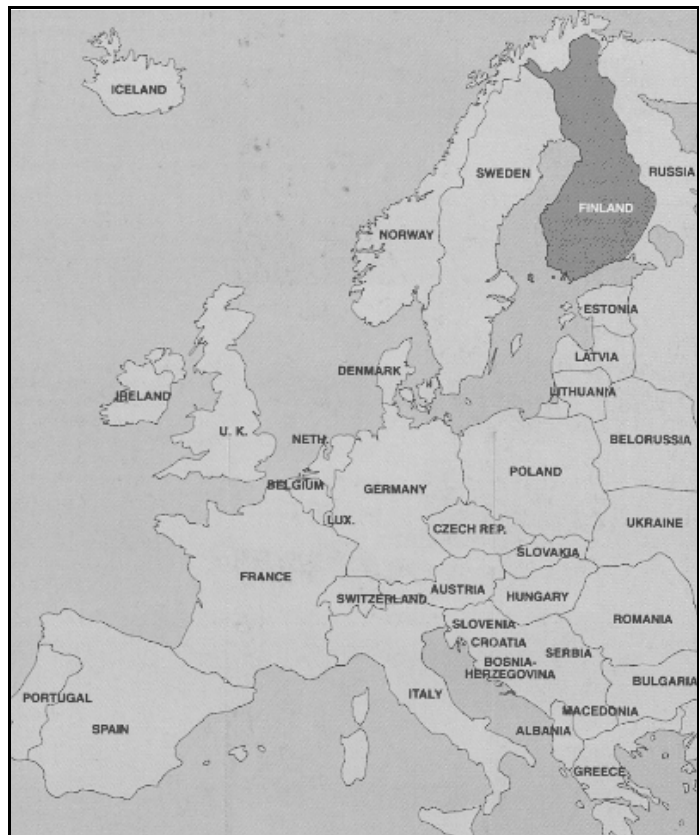 ICELAND
SWEDEN
RUSSIA
FINLAND
NORWAY
ESTONIA
LATVIA
DENMARK
LITHUANIA
IRELAND
U. K.
NETH.
BELORUSSIA
POLAND
BELGIUM
GERMANY
LUX.
UKRAINE
CZECH REP.
SLOVAKIA
FRANCE
AUSTRIA
SWITZERLAND
HUNGARY
ROMANIA
SLOVENIA
CROATIA
SERBIA
BOSNIA-
HERZEGOVINA
BULGARIA
ITALY
PORTUGAL
MACEDONIA
SPAIN
ALBANIA
GREECE